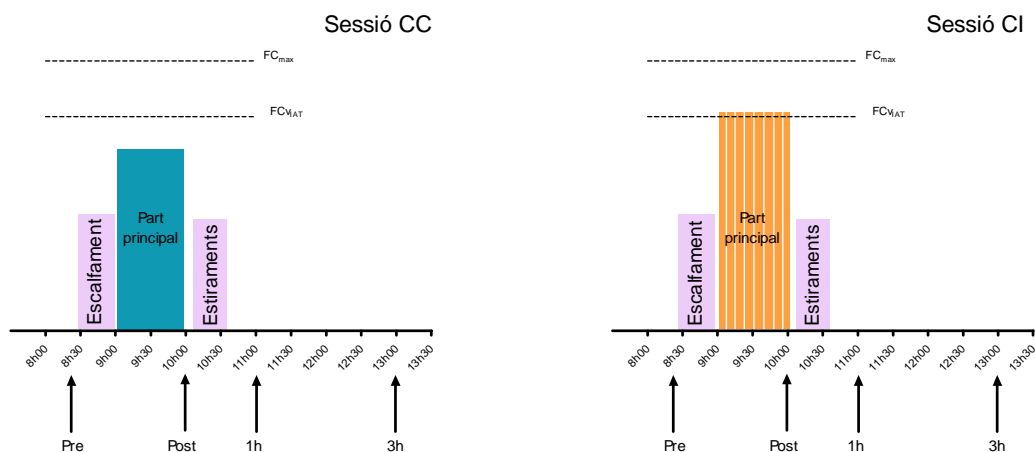 Sessió CC
FCmax
FCVIAT
Escalfament
Part
principal
Estiraments
8h00
8h30
9h00
9h30
10h00
10h30
11h00
11h30
12h00
12h30
13h00
13h30
Pre
Post
1h
3h
Sessió CI
FCmax
FCVIAT
Escalfament
Part
principal
Estiraments
8h00
8h30
9h00
9h30
10h00
10h30
11h00
11h30
12h00
12h30
13h00
13h30
Pre
Post
1h
3h